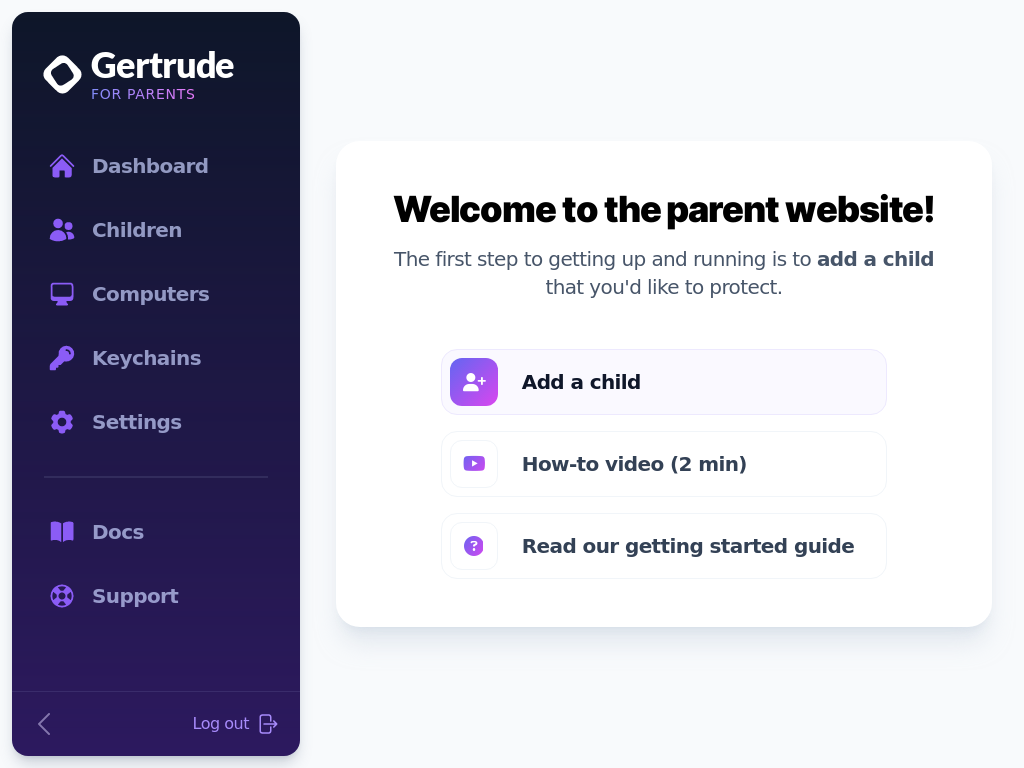 Gertrude
FOR PARENTS
Dashboard
Children
Computers
Keychains
Settings
Docs
Support
Log out
Welcome to the parent website!
The first step to getting up and running is to add a child
that you'd like to protect.
Add a child
How-to video (2 min)
Read our getting started guide